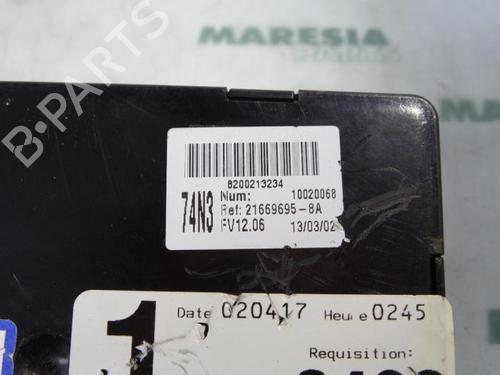 MARESIA
PARTS
B-PARTS
8200213234
74N3
Num: 10020068
Ref: 21669695-8A
FV12.06 13/03/02
1
Date 020417 Heure 0245
Requisition: